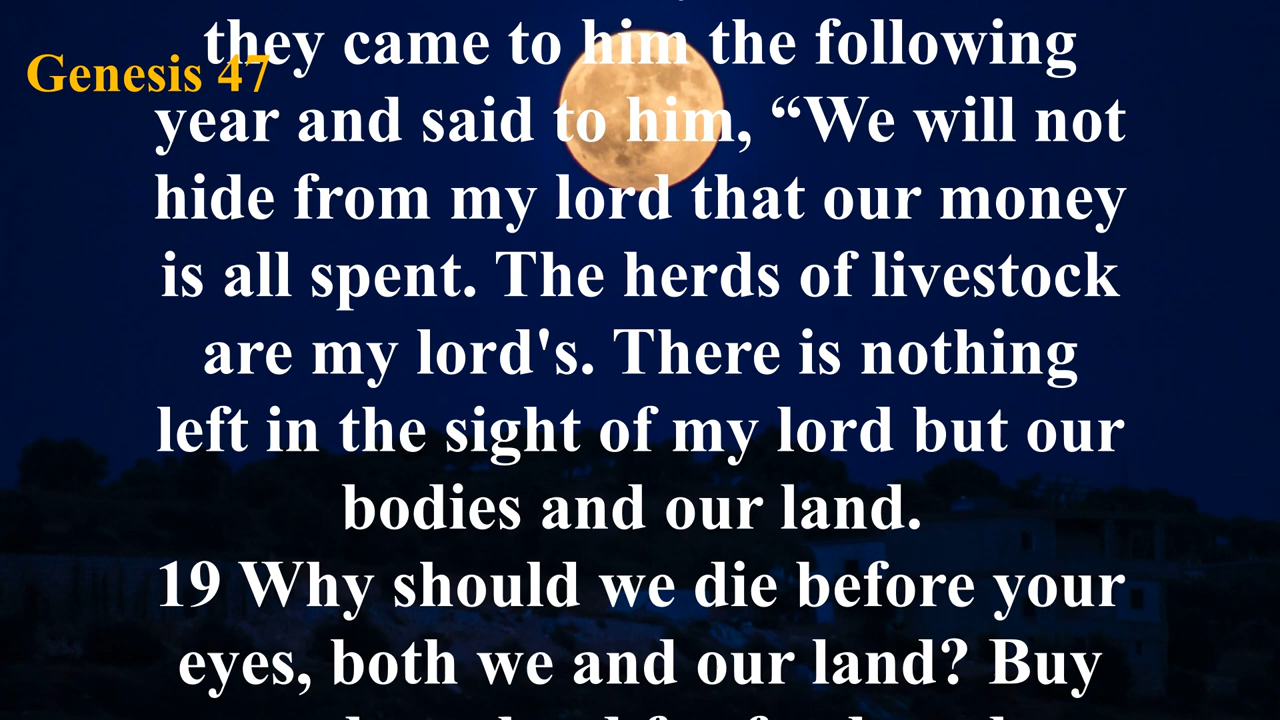 they came to him the following
Genesis 47
year and said to him, “We will not
hide from my lord that our money
is all spent. The herds of livestock
are my lord's. There is nothing
left in the sight of my lord but our
bodies and our land.
19 Why should we die before your
eyes, both we and our land? Buy